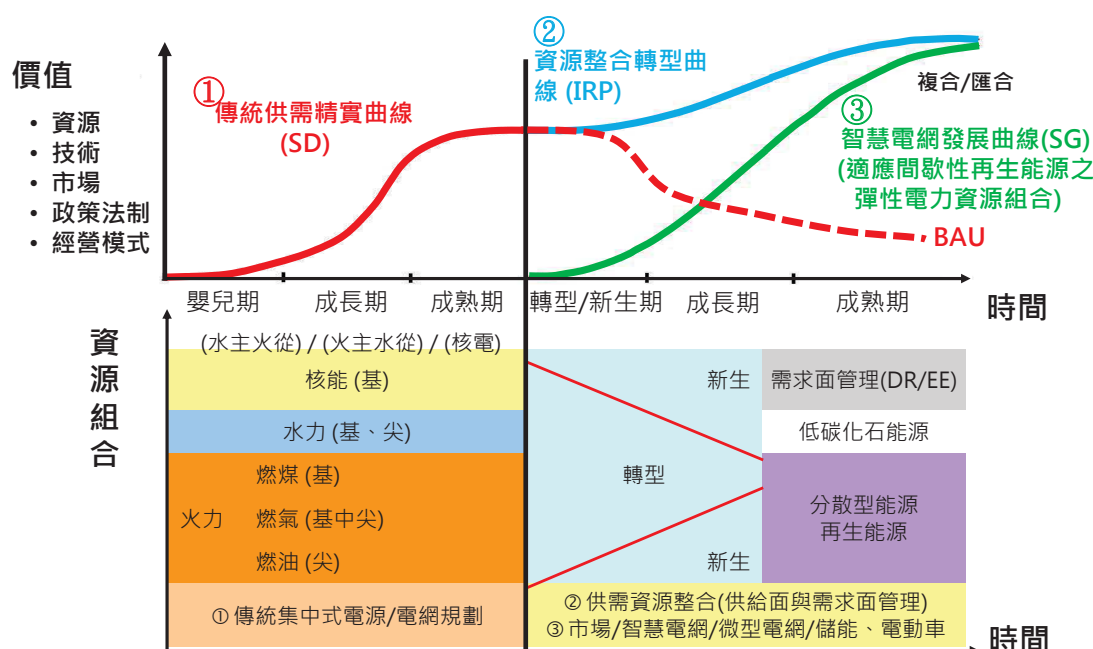 價值
• 資源
• 技術
• 市場
• 政策法制
• 經營模式
①
傳統供需精實曲線
(SD)
②
資源整合轉型曲
線 (IRP)
複合/匯合
③
智慧電網發展曲線(SG)
(適應間歇性再生能源之
彈性電力資源組合)
BAU
嬰兒期
成長期
成熟期
轉型/新生期
成長期
成熟期
時間
資源組合
(水主火從) / (火主水從) / (核電)
核能 (基)
水力 (基、尖)
燃煤 (基)
火力
燃氣 (基中尖)
燃油 (尖)
①傳統集中式電源/電網規劃
新生
轉型
新生
需求面管理(DR/EE)
低碳化石能源
分散型能源
再生能源
②供需資源整合(供給面與需求面管理)
③市場/智慧電網/微型電網/儲能、電動車
時間